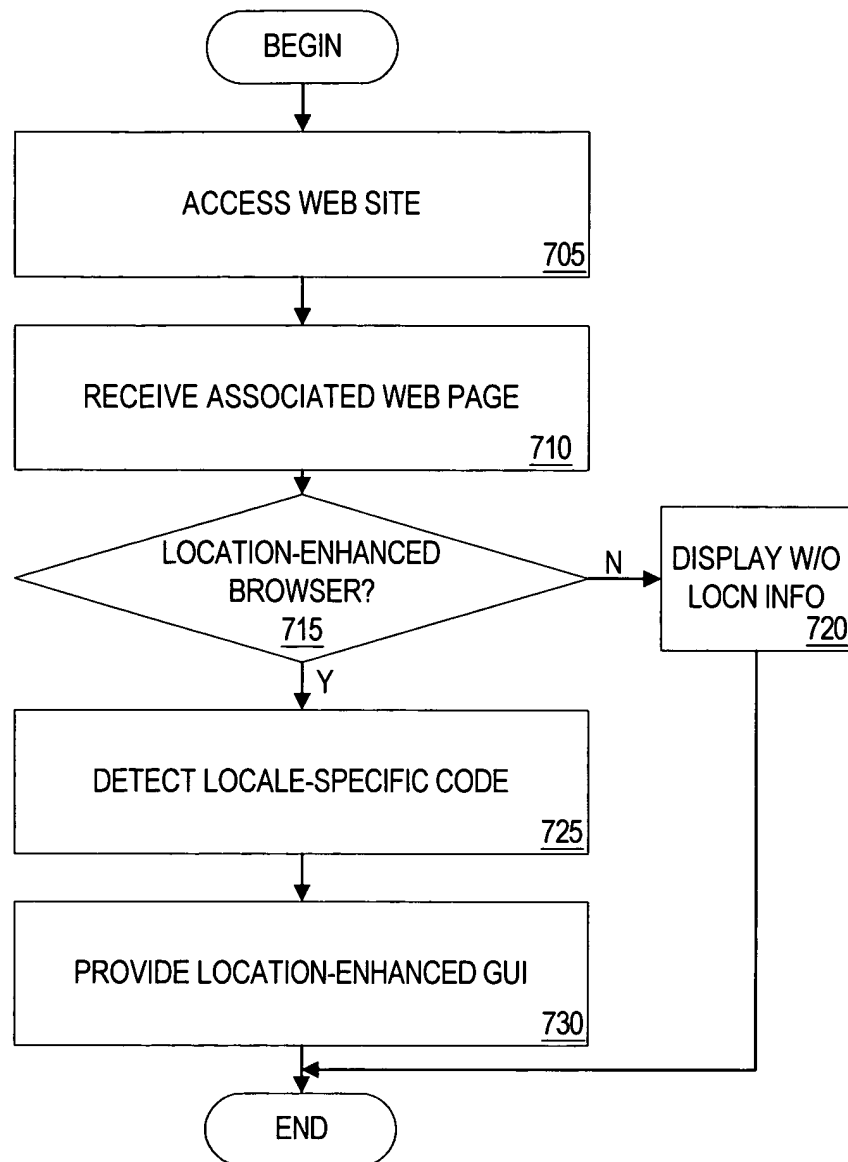 BEGIN
ACCESS WEB SITE
705
RECEIVE ASSOCIATED WEB PAGE
710
LOCATION-ENHANCED
BROWSER?
715
N
DISPLAY W/O
LOCN INFO
720
Y
DETECT LOCALE-SPECIFIC CODE
725
PROVIDE LOCATION-ENHANCED GUI
730
END